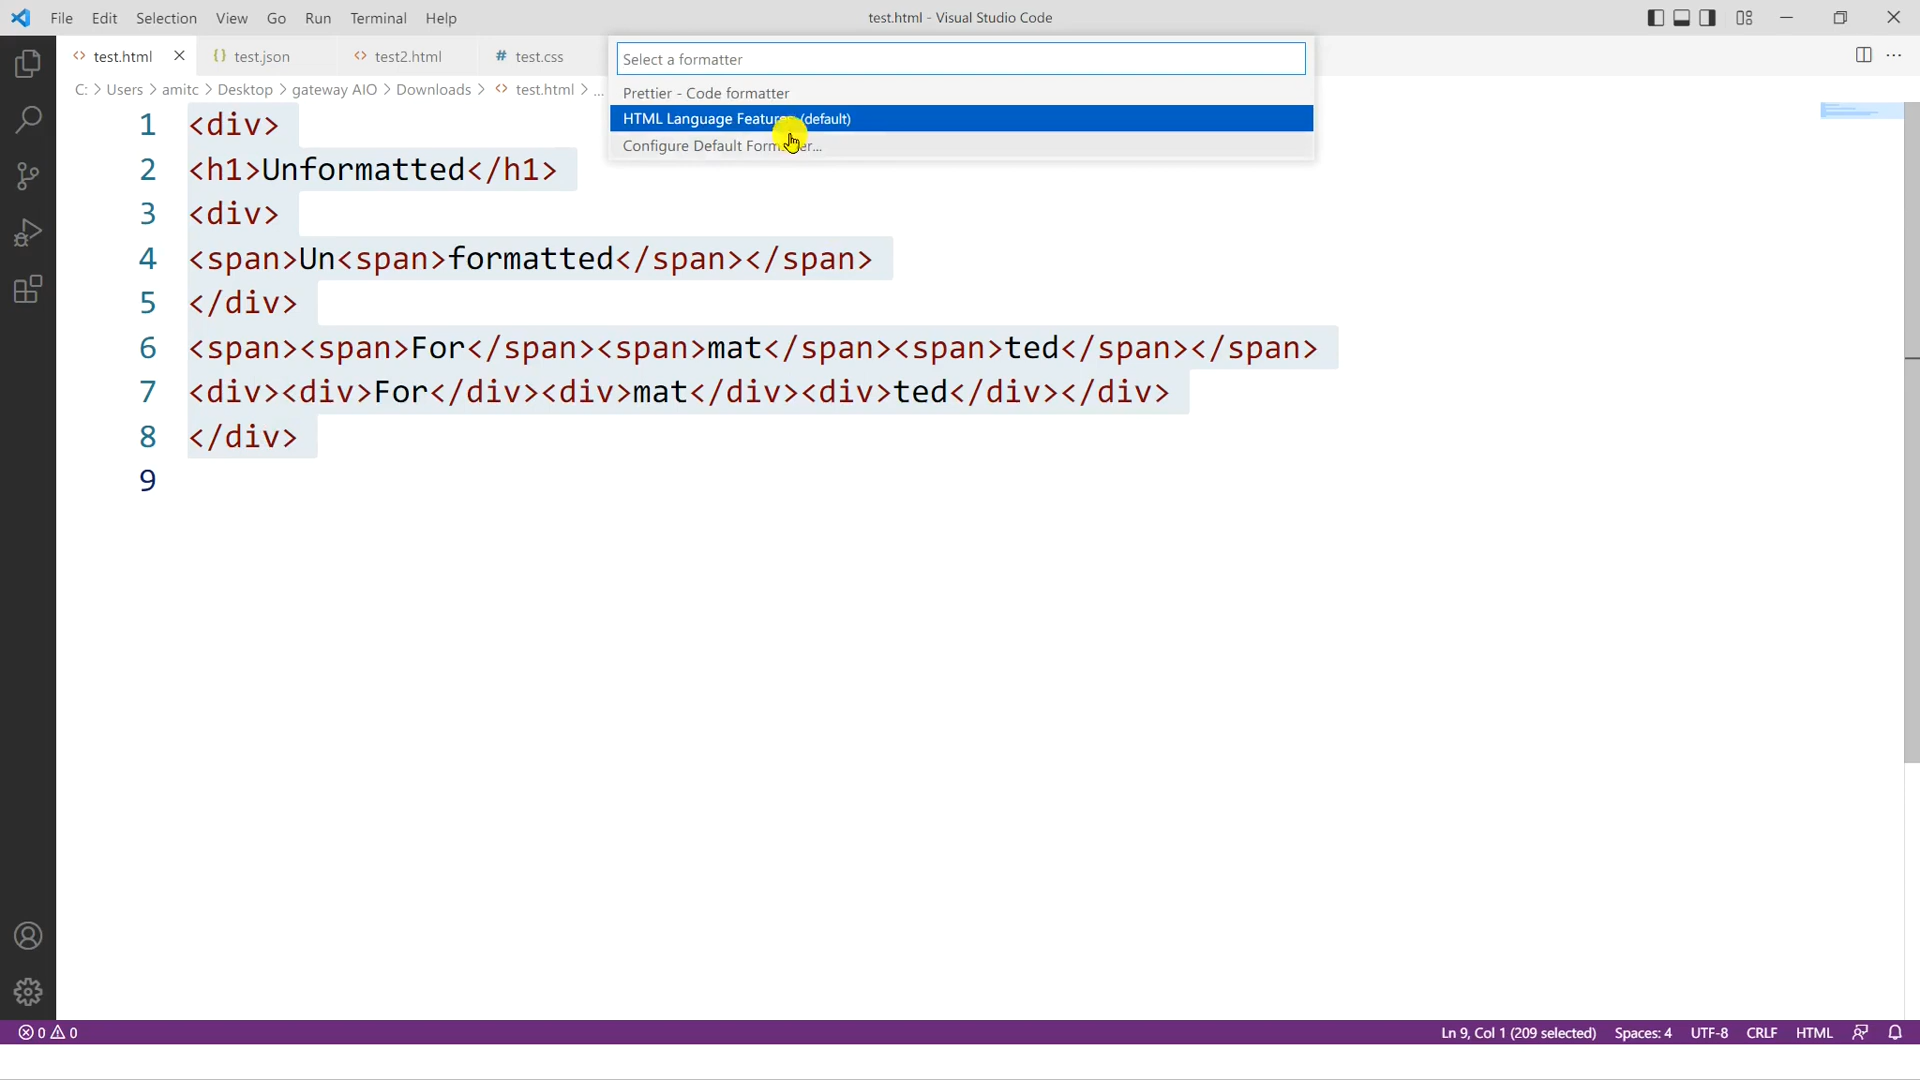 File Edit Selection View Go Run Terminal Help
test.html - Visual Studio Code
test.html test.json test2.html test.css
C: > Users > amitc > Desktop > gateway AIO > Downloads > test.html > ...
Select a formatter
Prettier - Code formatter
HTML Language Features (default)
Configure Default Formatter...
1 <div>
2 <h1>Unformatted</h1>
3 <div>
4 <span>Un<span>formatted</span></span>
5 </div>
6 <span><span>For</span><span>mat</span><span>ted</span></span>
7 <div><div>For</div><div>mat</div><div>ted</div></div>
8 </div>
9
0 0 Ln 9, Col 1 (209 selected) Spaces: 4 UTF-8 CRLF HTML